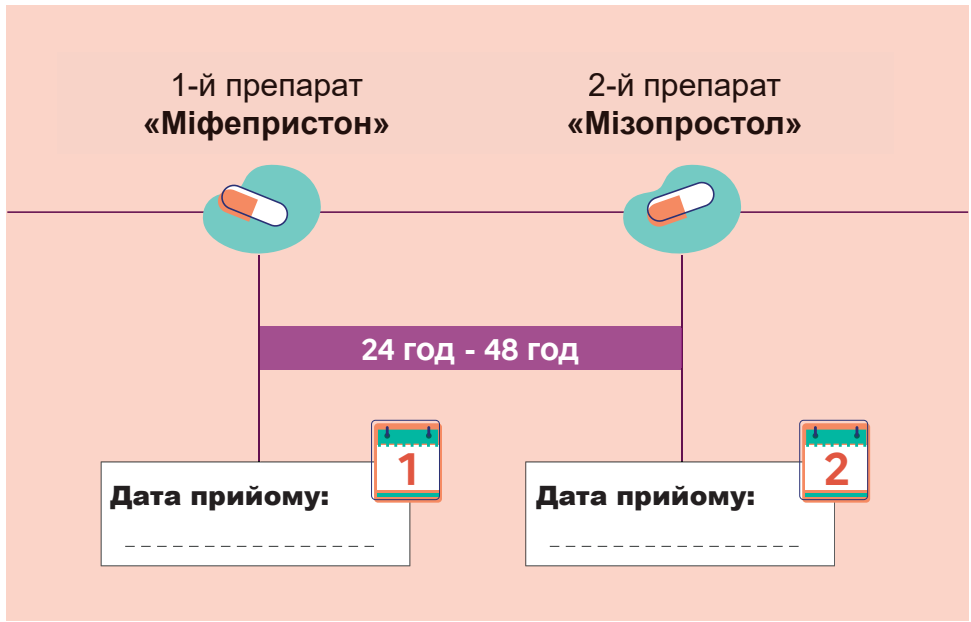 1-й препарат
«Міфепристон»
2-й препарат
«Мізопростол»
24 год - 48 год
1
Дата прийому:
2
Дата прийому: